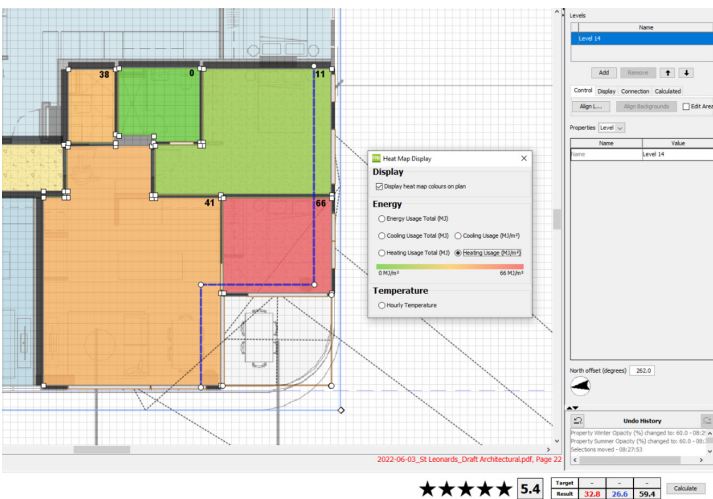 Levels
Name
Level 14
Add Remove
Control Display Connection Calculated
Align L... Align Backgrounds Edit Area
Properties Level
Name Value
Name Level 14
38 0 11
41 66
Heat Map Display
Display
Display heat map colours on plan
Energy
Energy Usage Total (MJ)
Cooling Usage Total (MJ) Cooling Usage (MJ/m²)
Heating Usage Total (MJ) Heating Usage (MJ/m²)
0 MJ/m² 66 MJ/m²
Temperature
Hourly Temperature
North offset (degrees) 262.0
Undo History
Property Winter Opacity (%) changed to: 60.0 - 08:2
Property Summer Opacity (%) changed to: 60.0 - 08:
Selections moved - 08:27:53
2022-06-03_St Leonards_Draft Architectural.pdf, Page 22
5.4
Target - - -
Result 32.8 26.6 59.4
Calculate